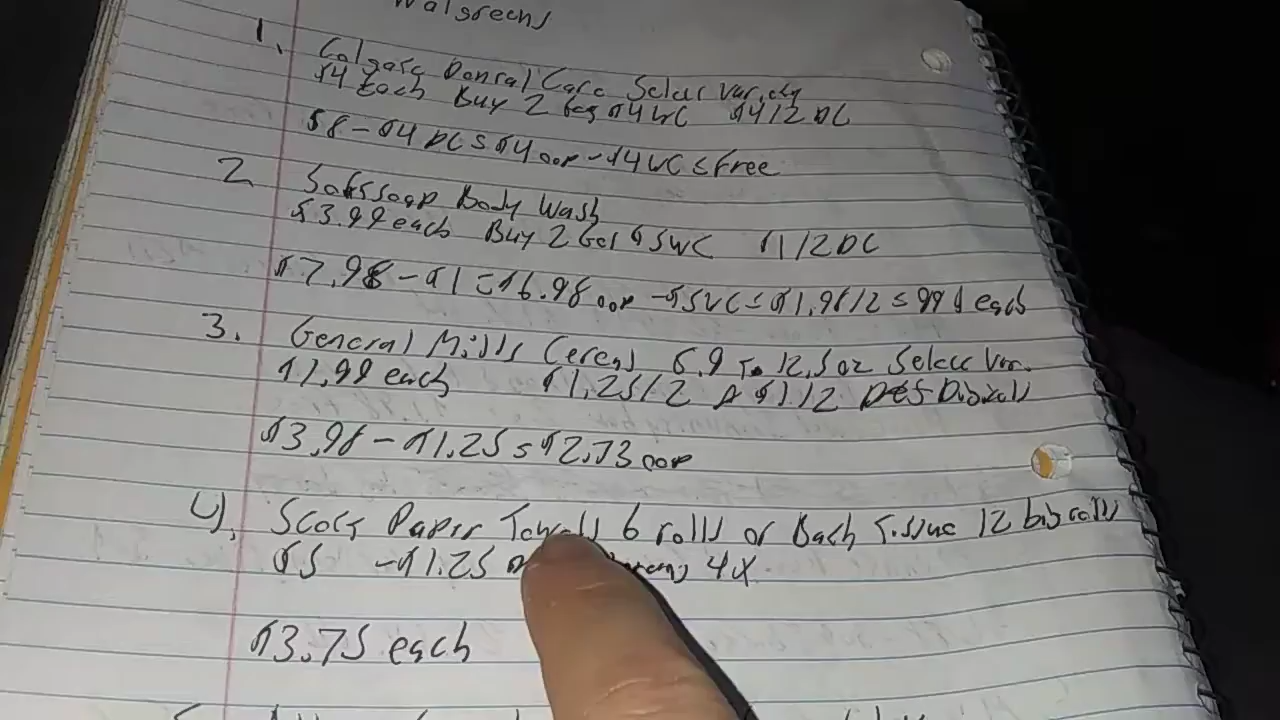 Walgreens
1. Colgate Dental Care Select Variety
$4 Each Buy 2 Get $4 WC $4/2 DC
$8-$4 DC=$4 oop-$4 WC=Free
2 Softsoap Body Wash
$3.99 each Buy 2 Get $5 WC $1/2 DC
$7.98-$1=$6.98 oop-$5WC=$1.98/2=99¢ each
3. General Mills Cereal 8.9 To 12.5 oz Select Var.
$1.99 each $1.25/2 $1/2 Digital
$3.98-$1.25=$2.73 oop
4). Scott Paper Towels 6 rolls or Bath Tissue 12 big rolls
$5 -$1.25 4X
$3.75 each